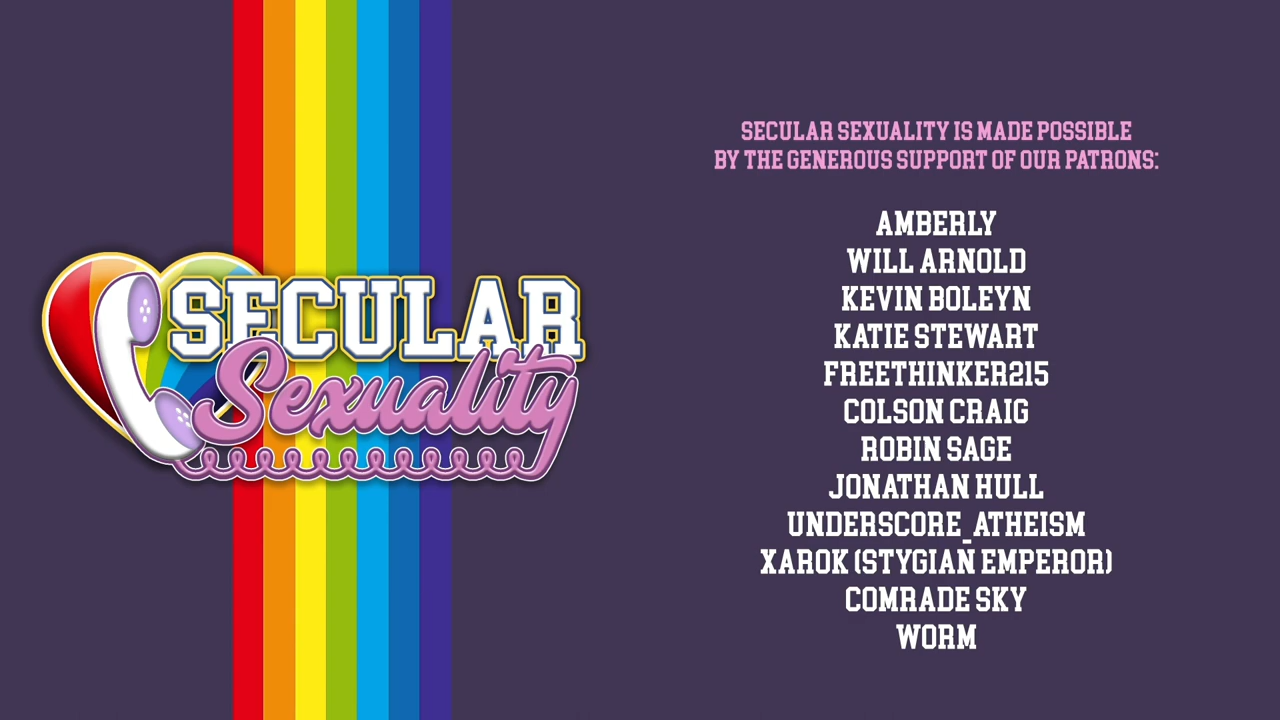 SECULAR
Sexuality
SECULAR SEXUALITY IS MADE POSSIBLE
BY THE GENEROUS SUPPORT OF OUR PATRONS:
AMBERLY
WILL ARNOLD
KEVIN BOLEYN
KATIE STEWART
FREETHINKER215
COLSON CRAIG
ROBIN SAGE
JONATHAN HULL
UNDERSCORE_ATHEISM
XAROK (STYGIAN EMPEROR)
COMRADE SKY
WORM